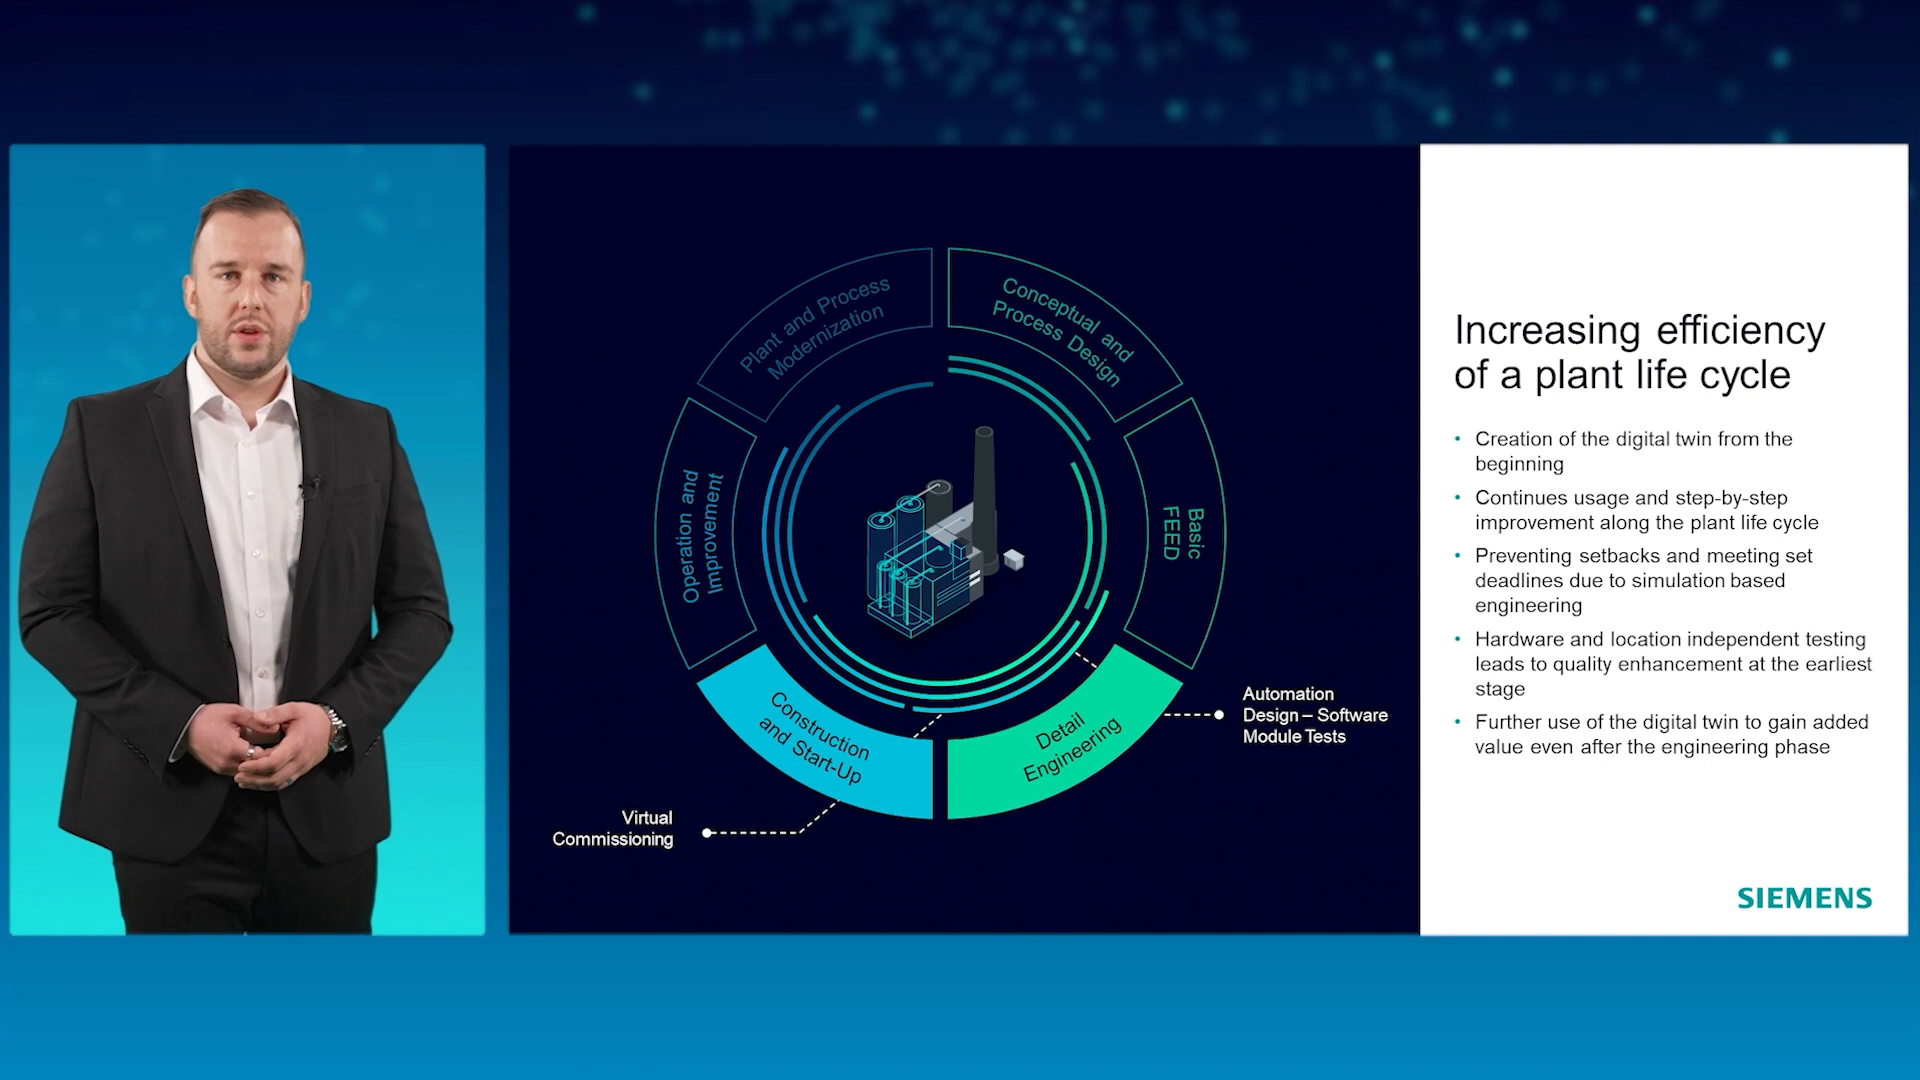 Plant and Process
Modernization
Conceptual and
Process Design
Operation and
Improvement
Basic
FEED
Construction
and Start-Up
Detail
Engineering
Automation
Design – Software
Module Tests
Virtual
Commissioning
Increasing efficiency
of a plant life cycle
• Creation of the digital twin from the
beginning
• Continues usage and step-by-step
improvement along the plant life cycle
• Preventing setbacks and meeting set
deadlines due to simulation based
engineering
• Hardware and location independent testing
leads to quality enhancement at the earliest
stage
• Further use of the digital twin to gain added
value even after the engineering phase
SIEMENS